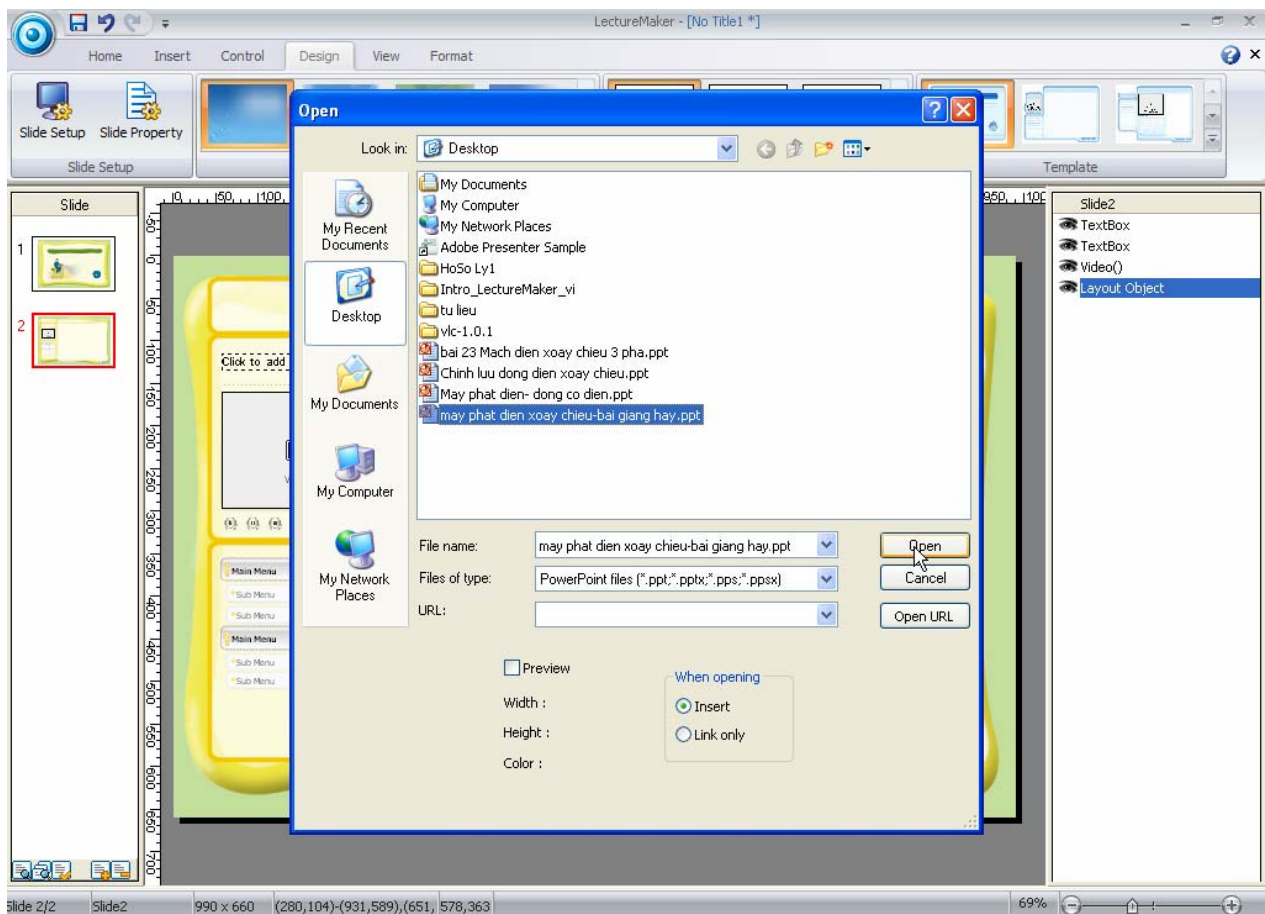 LectureMaker - [No Title1 *]
Home Insert Control Design View Format
Slide Setup Slide Property
Slide Setup
Template
Open
Look in: Desktop
My Recent Documents
Desktop
My Documents
My Computer
My Network Places
My Documents
My Computer
My Network Places
Adobe Presenter Sample
HoSo Ly1
Intro_LectureMaker_vi
tu lieu
vlc-1.0.1
bai 23 Mach dien xoay chieu 3 pha.ppt
Chinh luu dong dien xoay chieu.ppt
May phat dien- dong co dien.ppt
may phat dien xoay chieu-bai giang hay.ppt
File name: may phat dien xoay chieu-bai giang hay.ppt Open
Files of type: PowerPoint files (*.ppt;*.pptx;*.pps;*.ppsx) Cancel
URL: Open URL
Preview
Width :
Height :
Color :
When opening
Insert
Link only
Slide
1
2
Click to add
Main Menu
*Sub Menu
*Sub Menu
Main Menu
*Sub Menu
*Sub Menu
Slide2
TextBox
TextBox
Video()
Layout Object
Slide 2/2 Slide2 990 x 660 (280,104)-(931,589),(651, 578,363 69%